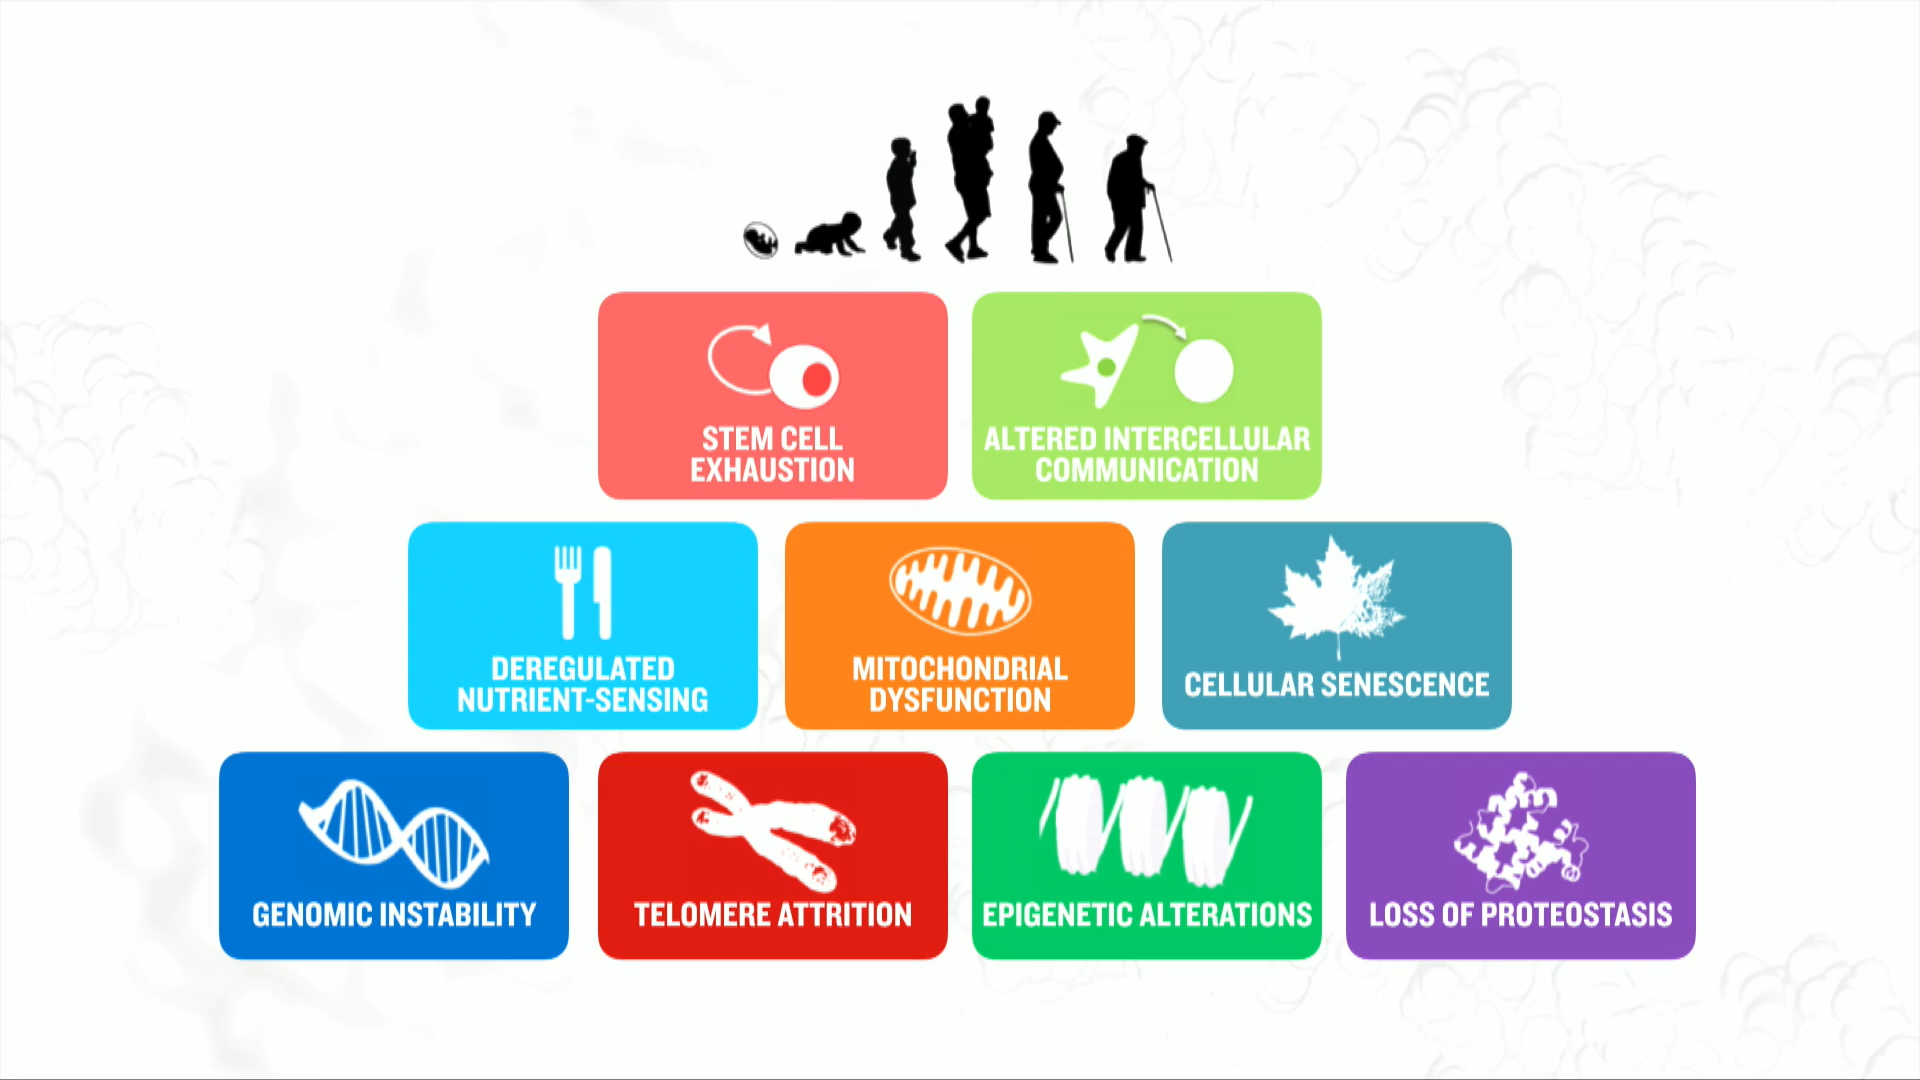 STEM CELL
EXHAUSTION
ALTERED INTERCELLULAR
COMMUNICATION
DEREGULATED
NUTRIENT-SENSING
MITOCHONDRIAL
DYSFUNCTION
CELLULAR SENESCENCE
GENOMIC INSTABILITY
TELOMERE ATTRITION
EPIGENETIC ALTERATIONS
LOSS OF PROTEOSTASIS